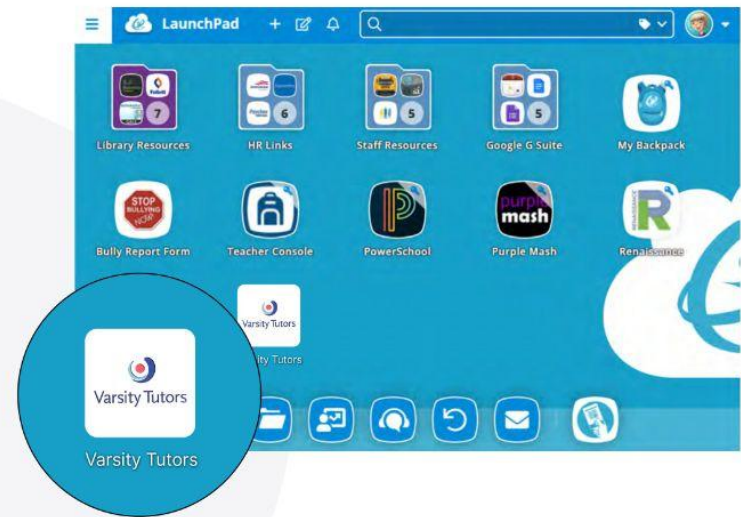 LaunchPad
7
6
5
5
Library Resources
HR Links
Staff Resources
Google G Suite
My Backpack
STOP
BULLYING
NOW
purple
mash
RENAISSANCE
R
Bully Report Form
Teacher Console
PowerSchool
Purple Mash
Renaissance
Varsity Tutors
ity Tutors
Varsity Tutors
Varsity Tutors